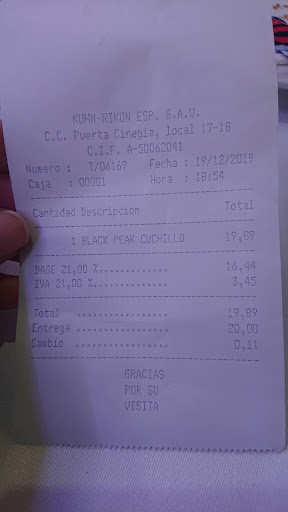 KUHN-RIKON ESP. S.A.U.
C.C. Puerta Cinegia, local 17-18
C.I.F. A-50062041
Numero : T/06169 Fecha : 19/12/2019
Caja : 00001 Hora : 18:54
Cantidad Descripcion Total
1 BLACK PEAK CUCHILLO 19,89
BASE 21,00 %.............. 16,44
IVA 21,00 %.............. 3,45
Total ................. 19,89
Entrega ................. 20,00
Cambio ................. 0,11
GRACIAS
POR SU
VISITA